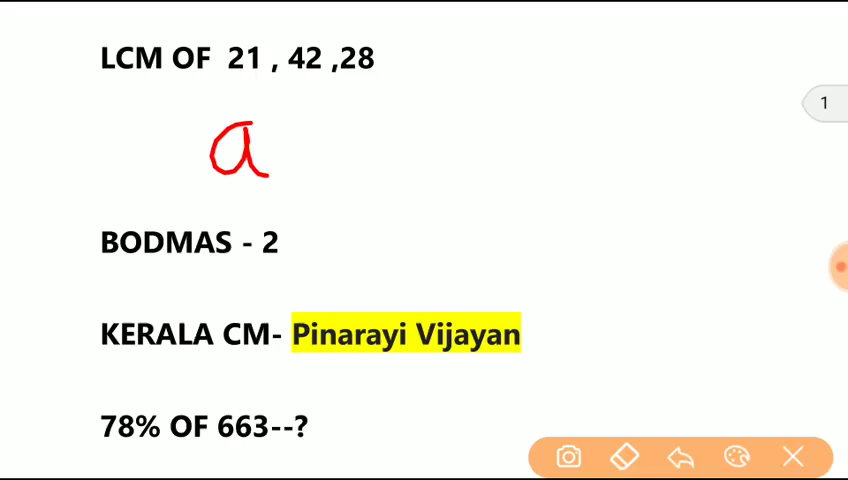 LCM OF 21 , 42 ,28
1
a
BODMAS - 2
KERALA CM- Pinarayi Vijayan
78% OF 663--?